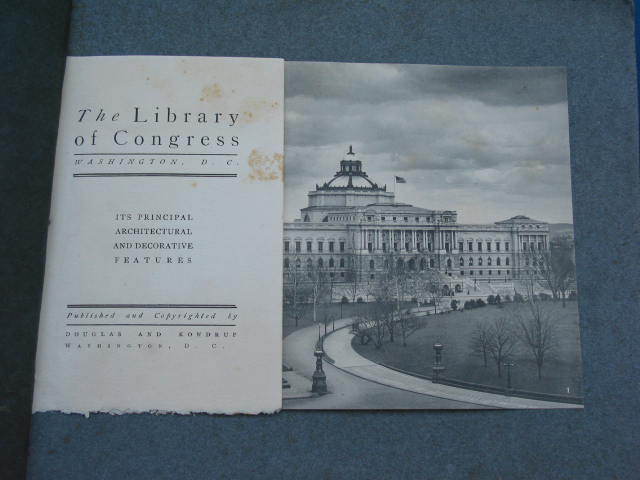 The Library
of Congress
WASHINGTON, D. C.
ITS PRINCIPAL
ARCHITECTURAL
AND DECORATIVE
FEATURES
Published and Copyrighted by
DOUGLAS AND KONDRUP
WASHINGTON, D. C.
1